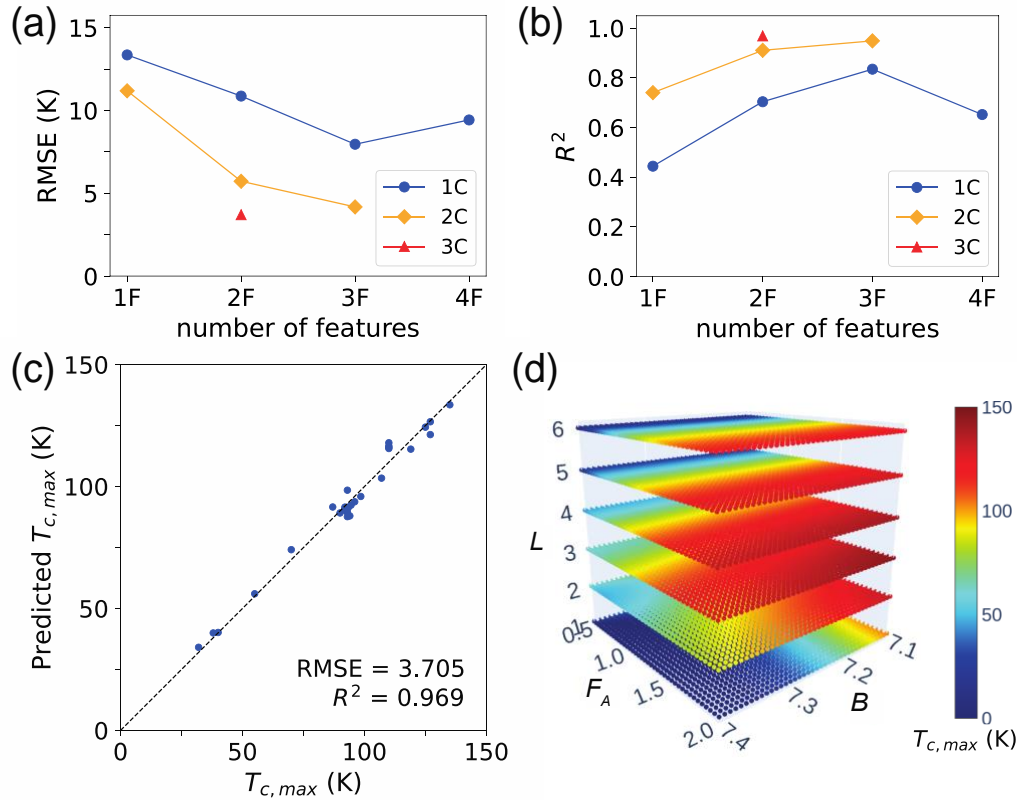 (a)
RMSE (K)
15
10
5
0
1C
2C
3C
1F
2F
3F
4F
number of features
(b)
R²
1.0
0.8
0.6
0.4
0.2
0.0
1C
2C
3C
1F
2F
3F
4F
number of features
(c)
Predicted T_{c,max} (K)
150
100
50
0
RMSE = 3.705
R² = 0.969
0
50
100
150
T_{c,max} (K)
(d)
L
6
5
4
3
2
1
0.5
1.0
1.5
2.0
F_A
7.4
7.3
7.2
7.1
B
150
100
50
0
T_{c,max} (K)